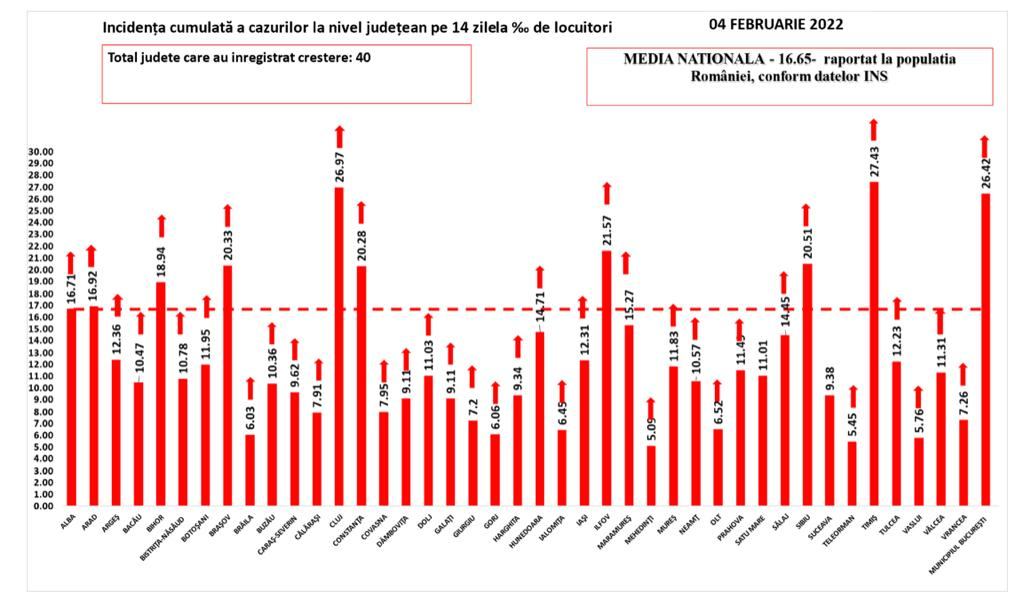 Incidența cumulată a cazurilor la nivel județean pe 14 zilela ‰ de locuitori
04 FEBRUARIE 2022
Total judete care au inregistrat crestere: 40
MEDIA NATIONALA - 16.65- raportat la populatia
României, conform datelor INS
30.00
29.00
28.00
27.00
26.00
25.00
24.00
23.00
22.00
21.00
20.00
19.00
18.00
17.00
16.00
15.00
14.00
13.00
12.00
11.00
10.00
9.00
8.00
7.00
6.00
5.00
4.00
3.00
2.00
1.00
0.00
16.71
16.92
12.36
10.47
18.94
10.78
11.95
20.33
6.03
10.36
9.62
7.91
26.97
20.28
7.95
9.11
11.03
9.11
7.2
6.06
9.34
14.71
6.45
12.31
21.57
15.27
5.09
11.83
10.57
6.52
11.45
11.01
14.45
20.51
9.38
5.45
27.43
12.23
5.76
11.31
7.26
26.42
ALBA
ARAD
ARGEȘ
BACĂU
BIHOR
BISTRIȚA-NĂSĂUD
BOTOȘANI
BRAȘOV
BRĂILA
BUZĂU
CARAȘ-SEVERIN
CĂLĂRAȘI
CLUJ
CONSTANȚA
COVASNA
DÂMBOVIȚA
DOLJ
GALAȚI
GIURGIU
GORJ
HARGHITA
HUNEDOARA
IALOMIȚA
IAȘI
ILFOV
MARAMUREȘ
MEHEDINȚI
MUREȘ
NEAMȚ
OLT
PRAHOVA
SATU MARE
SĂLAJ
SIBIU
SUCEAVA
TELEORMAN
TIMIȘ
TULCEA
VASLUI
VÂLCEA
VRANCEA
MUNICIPIUL BUCUREȘTI